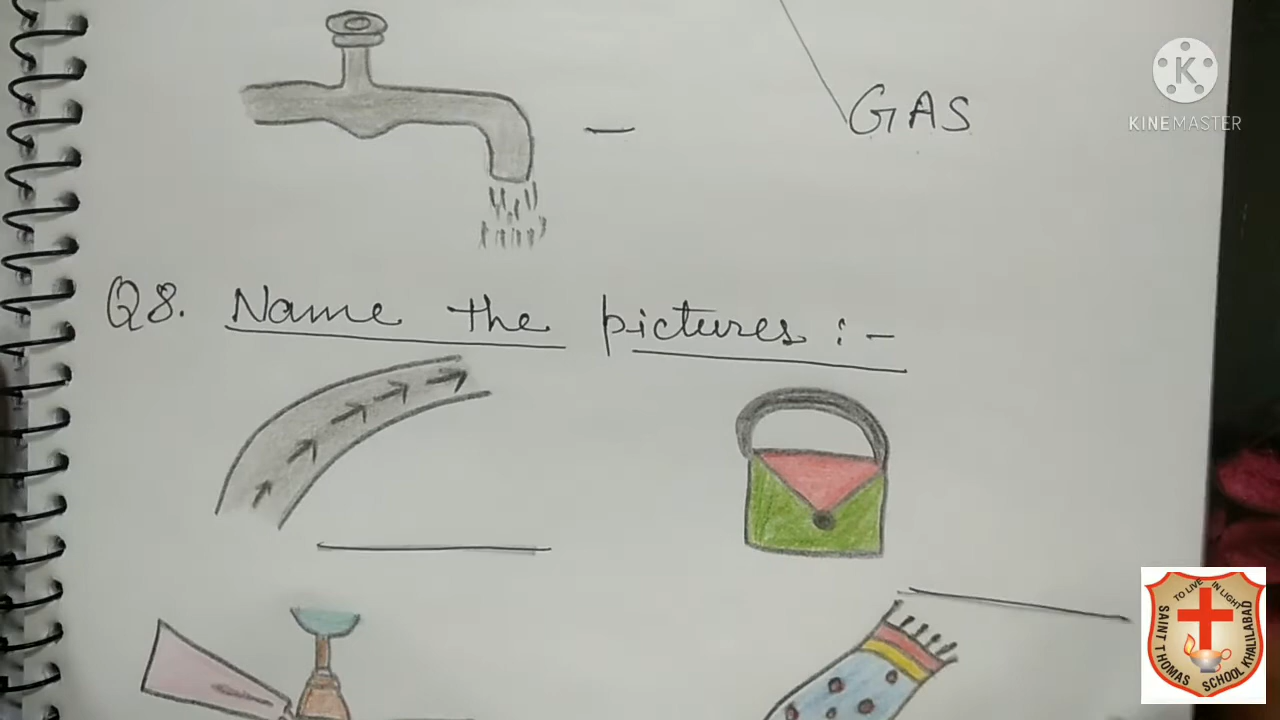 GAS
KINEMASTER
Q8. Name the pictures :-
TO LIVE IN LIGHT
SAINT THOMAS SCHOOL KHALILABAD